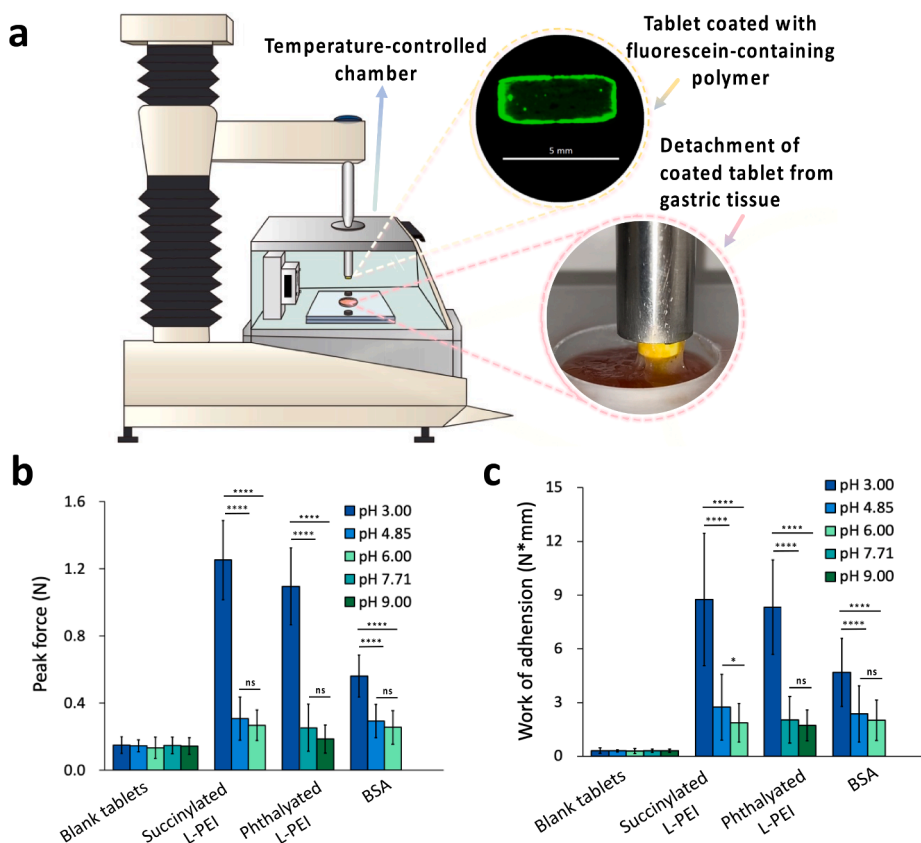 a
Temperature-controlled
chamber
Tablet coated with
fluorescein-containing
polymer
5 mm
Detachment of
coated tablet from
gastric tissue
b
Peak force (N)
1.6
1.2
0.8
0.4
0.0
****
****
ns
****
****
ns
****
****
ns
pH 3.00
pH 4.85
pH 6.00
pH 7.71
pH 9.00
Blank tablets
Succinylated
L-PEI
Phthalyated
L-PEI
BSA
c
Work of adhension (N*mm)
15
12
9
6
3
0
****
****
*
****
****
ns
****
****
ns
pH 3.00
pH 4.85
pH 6.00
pH 7.71
pH 9.00
Blank tablets
Succinylated
L-PEI
Phthalyated
L-PEI
BSA